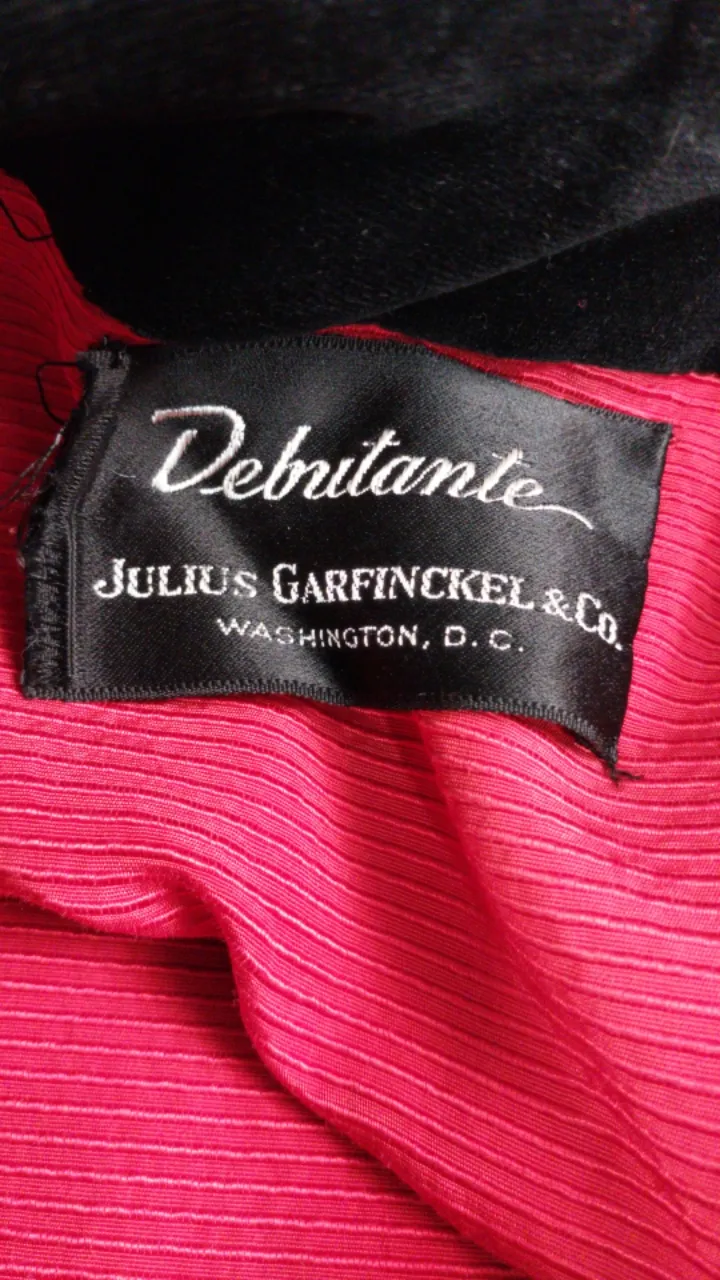 Debutante
JULIUS GARFINCKEL & CO.
WASHINGTON, D. C.